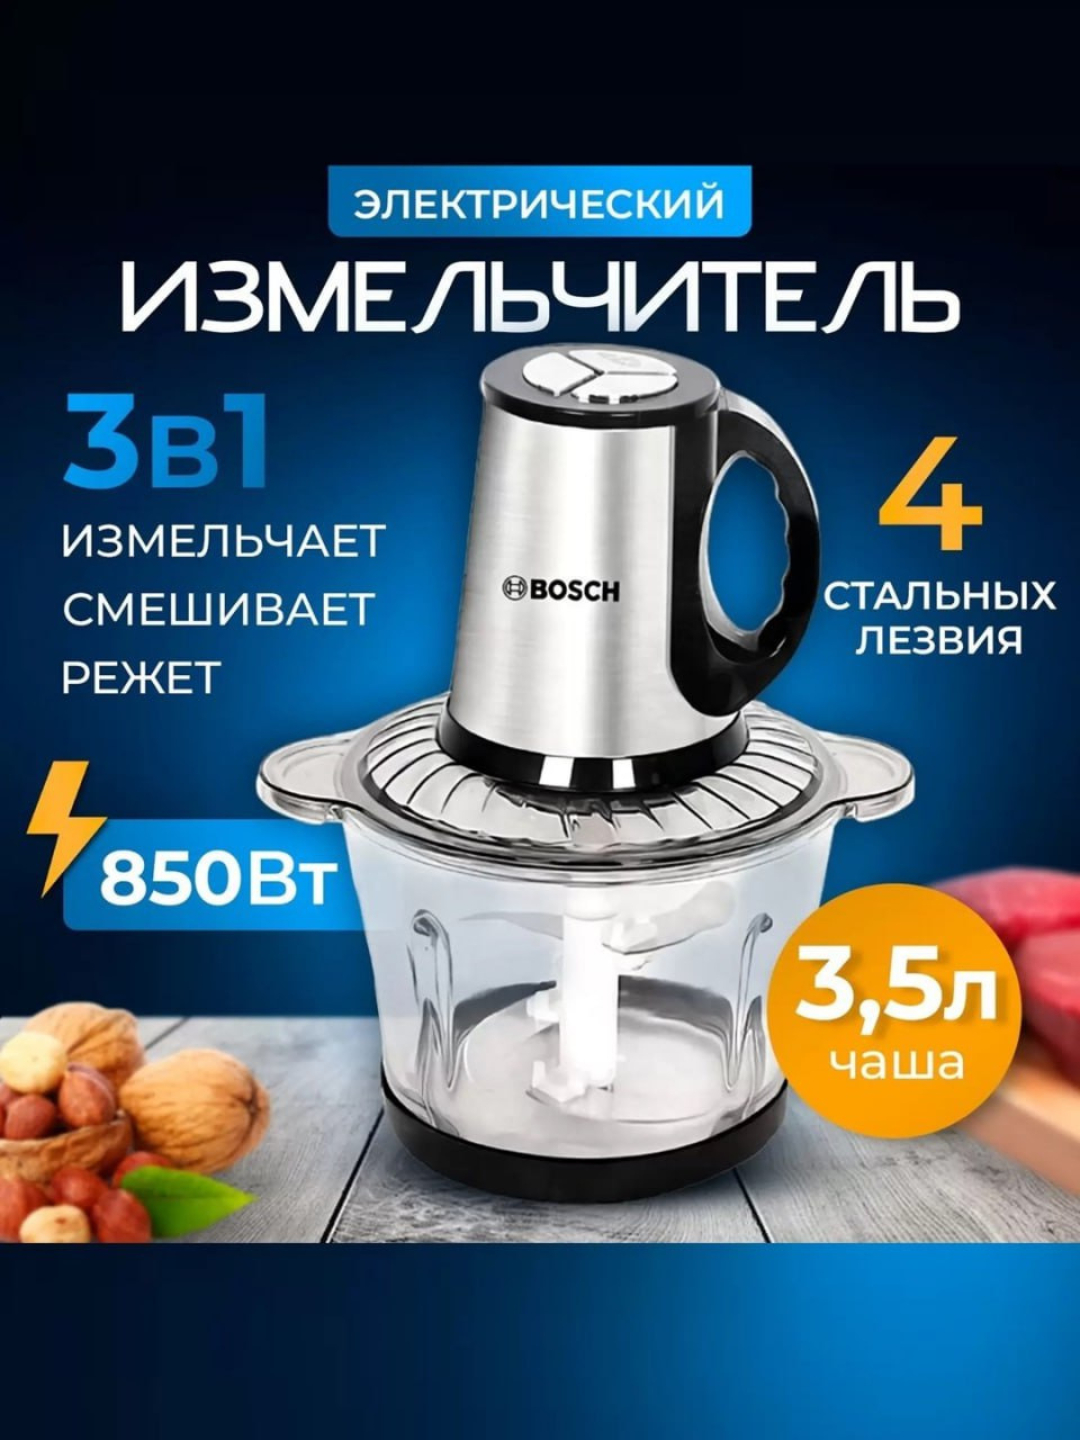 ЭЛЕКТРИЧЕСКИЙ
ИЗМЕЛЬЧИТЕЛЬ
3в1
ИЗМЕЛЬЧАЕТ
СМЕШИВАЕТ
РЕЖЕТ
4
СТАЛЬНЫХ
ЛЕЗВИЯ
BOSCH
850Вт
3,5л
чаша